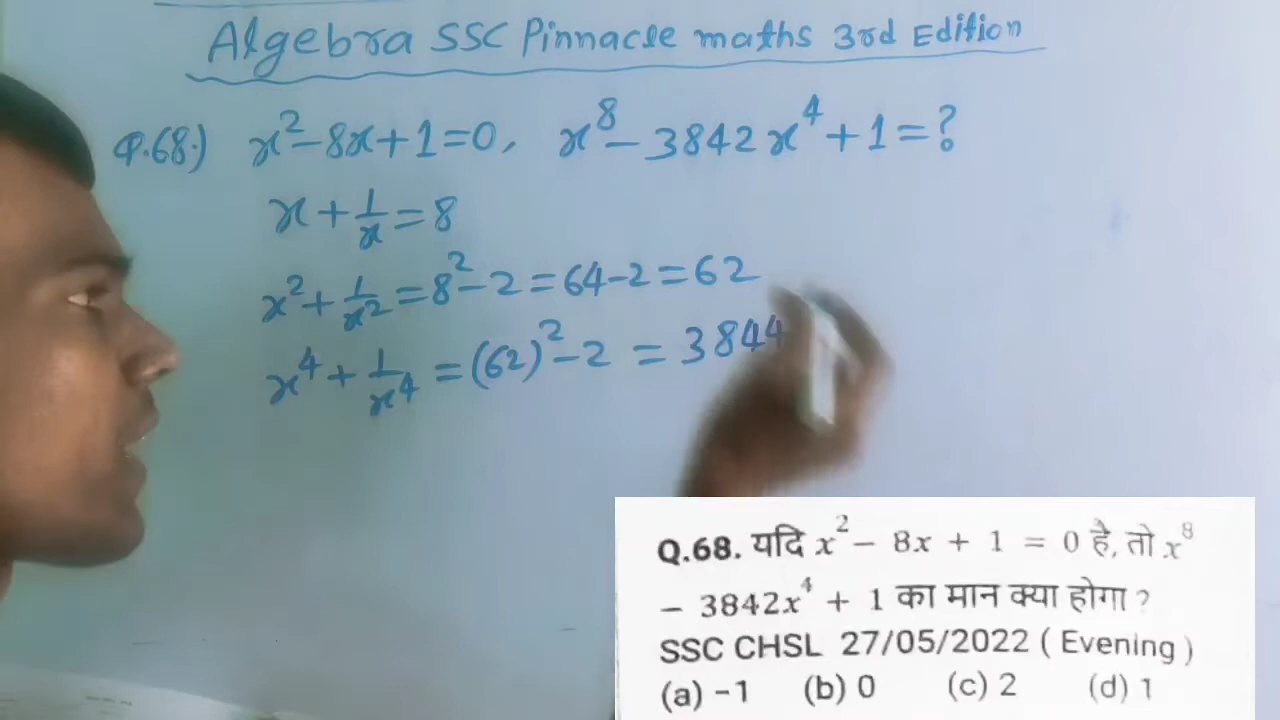 Algebra SSC Pinnacle maths 3rd Edition
Q.68.) x² - 8x + 1 = 0, x⁸ - 3842x⁴ + 1 = ?
x + 1/x = 8
x² + 1/x² = 8² - 2 = 64 - 2 = 62
x⁴ + 1/x⁴ = (62)² - 2 = 3844
Q.68. यदि x² - 8x + 1 = 0 है, तो x⁸
- 3842x⁴ + 1 का मान क्या होगा ?
SSC CHSL 27/05/2022 ( Evening )
(a) -1 (b) 0 (c) 2 (d) 1